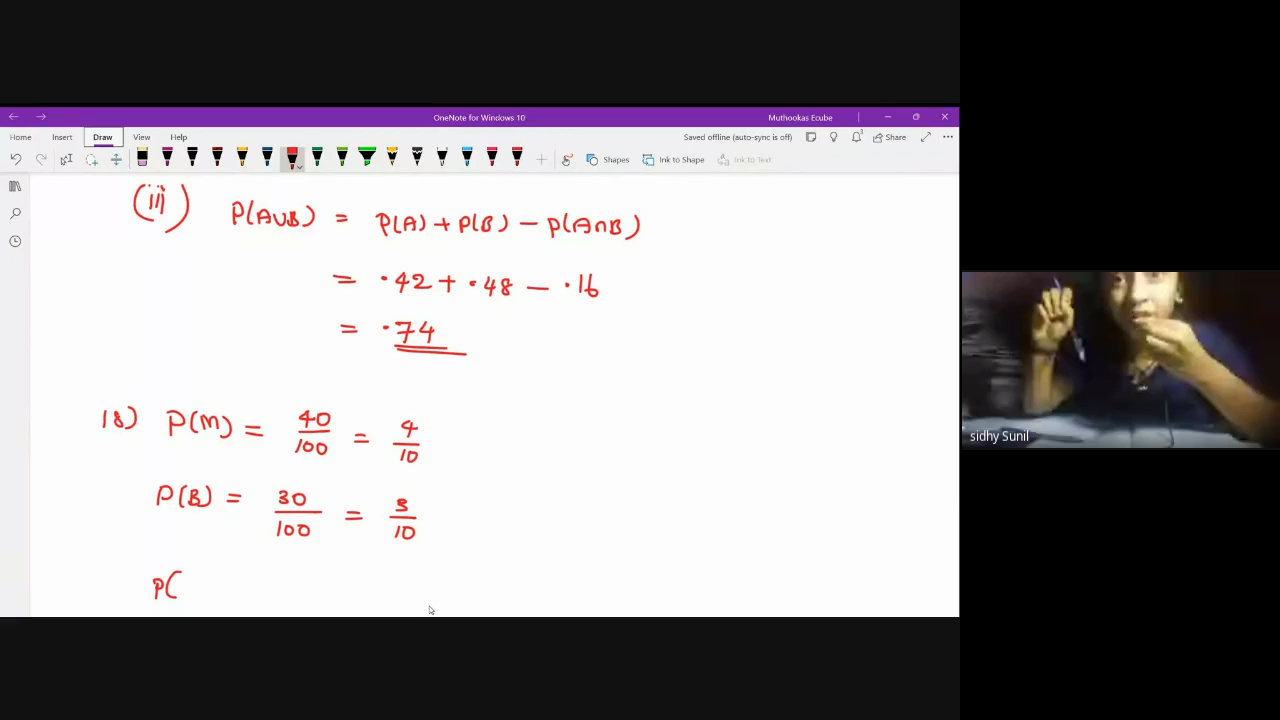 OneNote for Windows 10
Muthookas Ecube
Home Insert Draw View Help
Saved offline (auto-sync is off)
Share
Shapes
Ink to Shape
Ink to Text
(iii) P(A∪B) = P(A) + P(B) - P(A∩B)
= .42 + .48 - .16
= .74
18) P(M) = 40/100 = 4/10
P(B) = 30/100 = 3/10
P(
sidhy Sunil